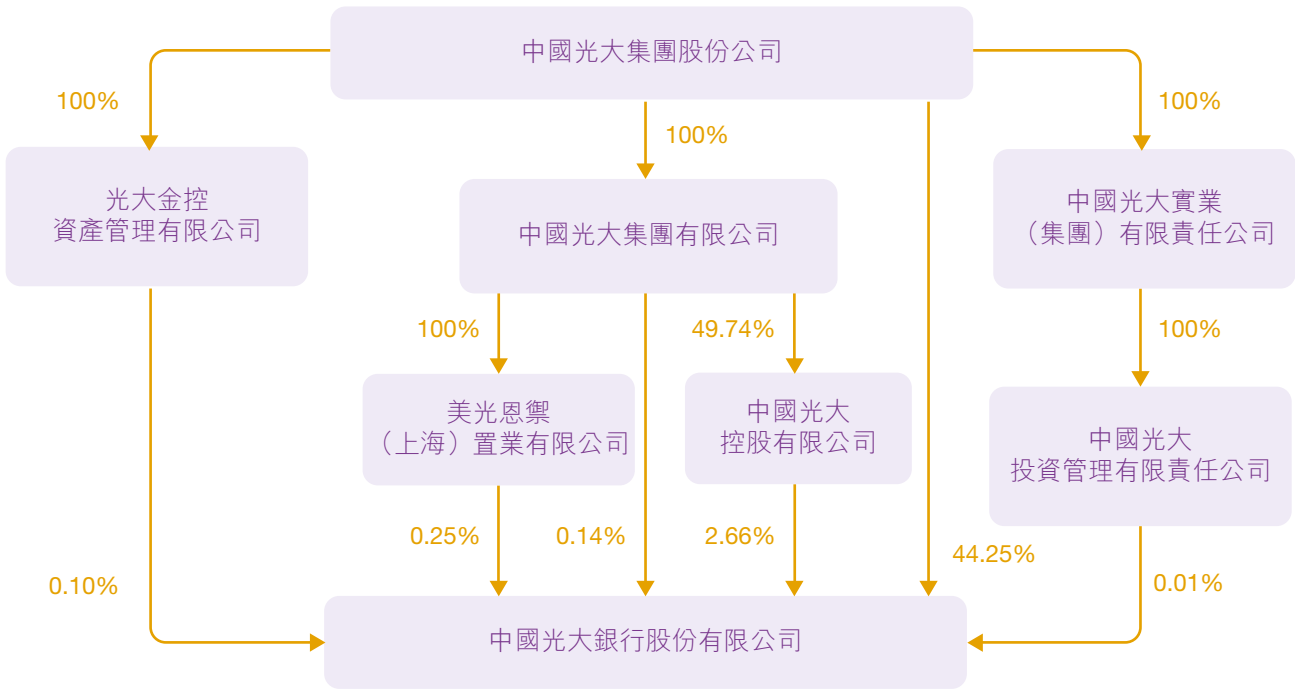 中國光大集團股份公司
100%
100%
100%
光大金控
資產管理有限公司
中國光大集團有限公司
中國光大實業
（集團）有限責任公司
100%
49.74%
100%
美光恩禦
（上海）置業有限公司
中國光大
控股有限公司
中國光大
投資管理有限責任公司
0.25%
0.14%
2.66%
44.25%
0.10%
0.01%
中國光大銀行股份有限公司